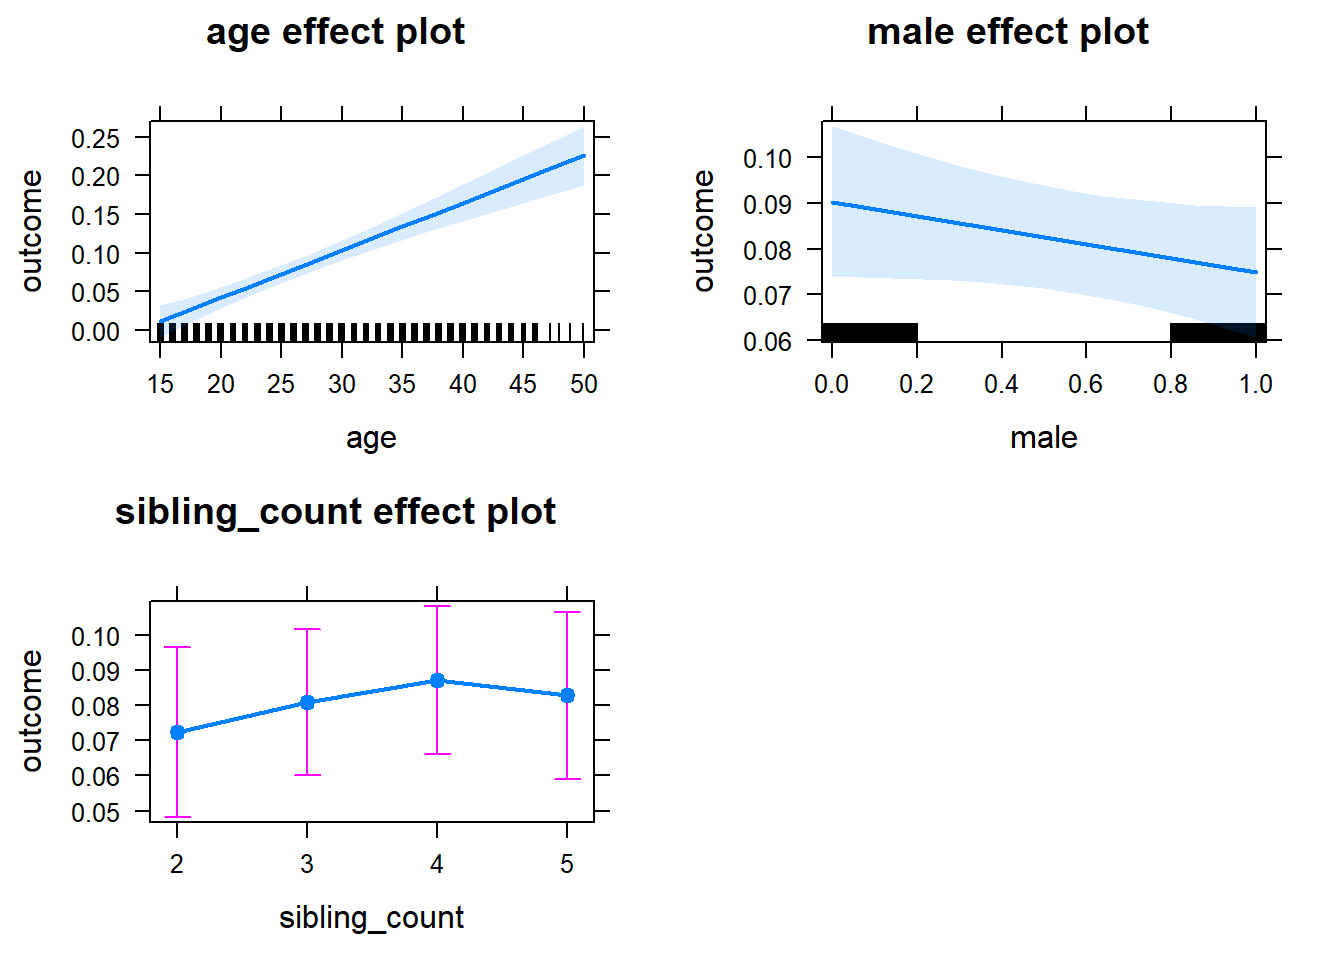 age effect plot
outcome
0.25
0.20
0.15
0.10
0.05
0.00
15 20 25 30 35 40 45 50
age
male effect plot
outcome
0.10
0.09
0.08
0.07
0.06
0.0 0.2 0.4 0.6 0.8 1.0
male
sibling_count effect plot
outcome
0.10
0.09
0.08
0.07
0.06
0.05
2 3 4 5
sibling_count